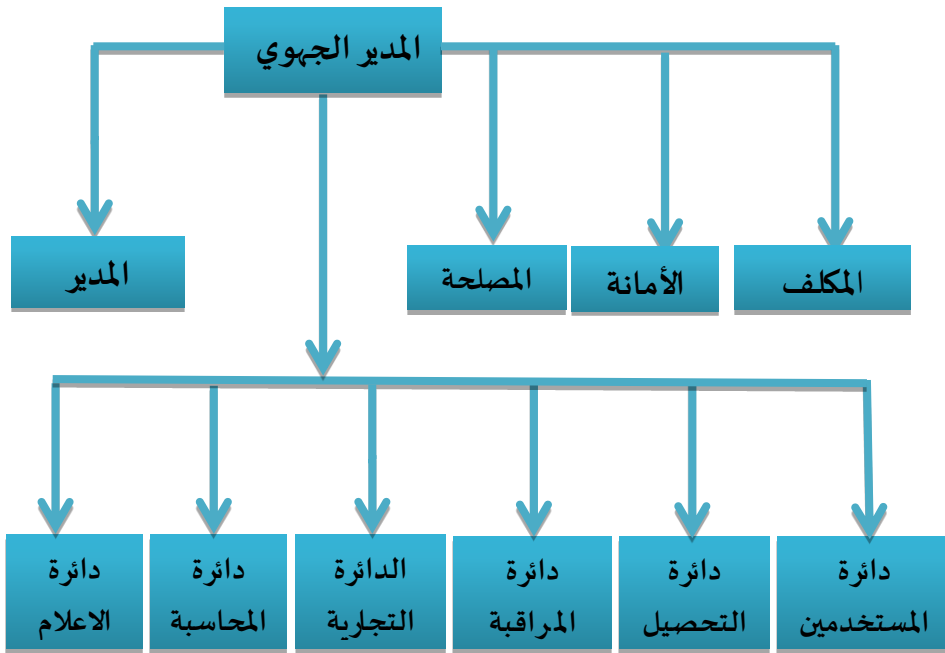 المدير الجهوي
المكلف
الأمانة
المصلحة
المدير
دائرة
المستخدمين
دائرة
التحصيل
دائرة
المراقبة
الدائرة
التجارية
دائرة
المحاسبة
دائرة
الاعلام